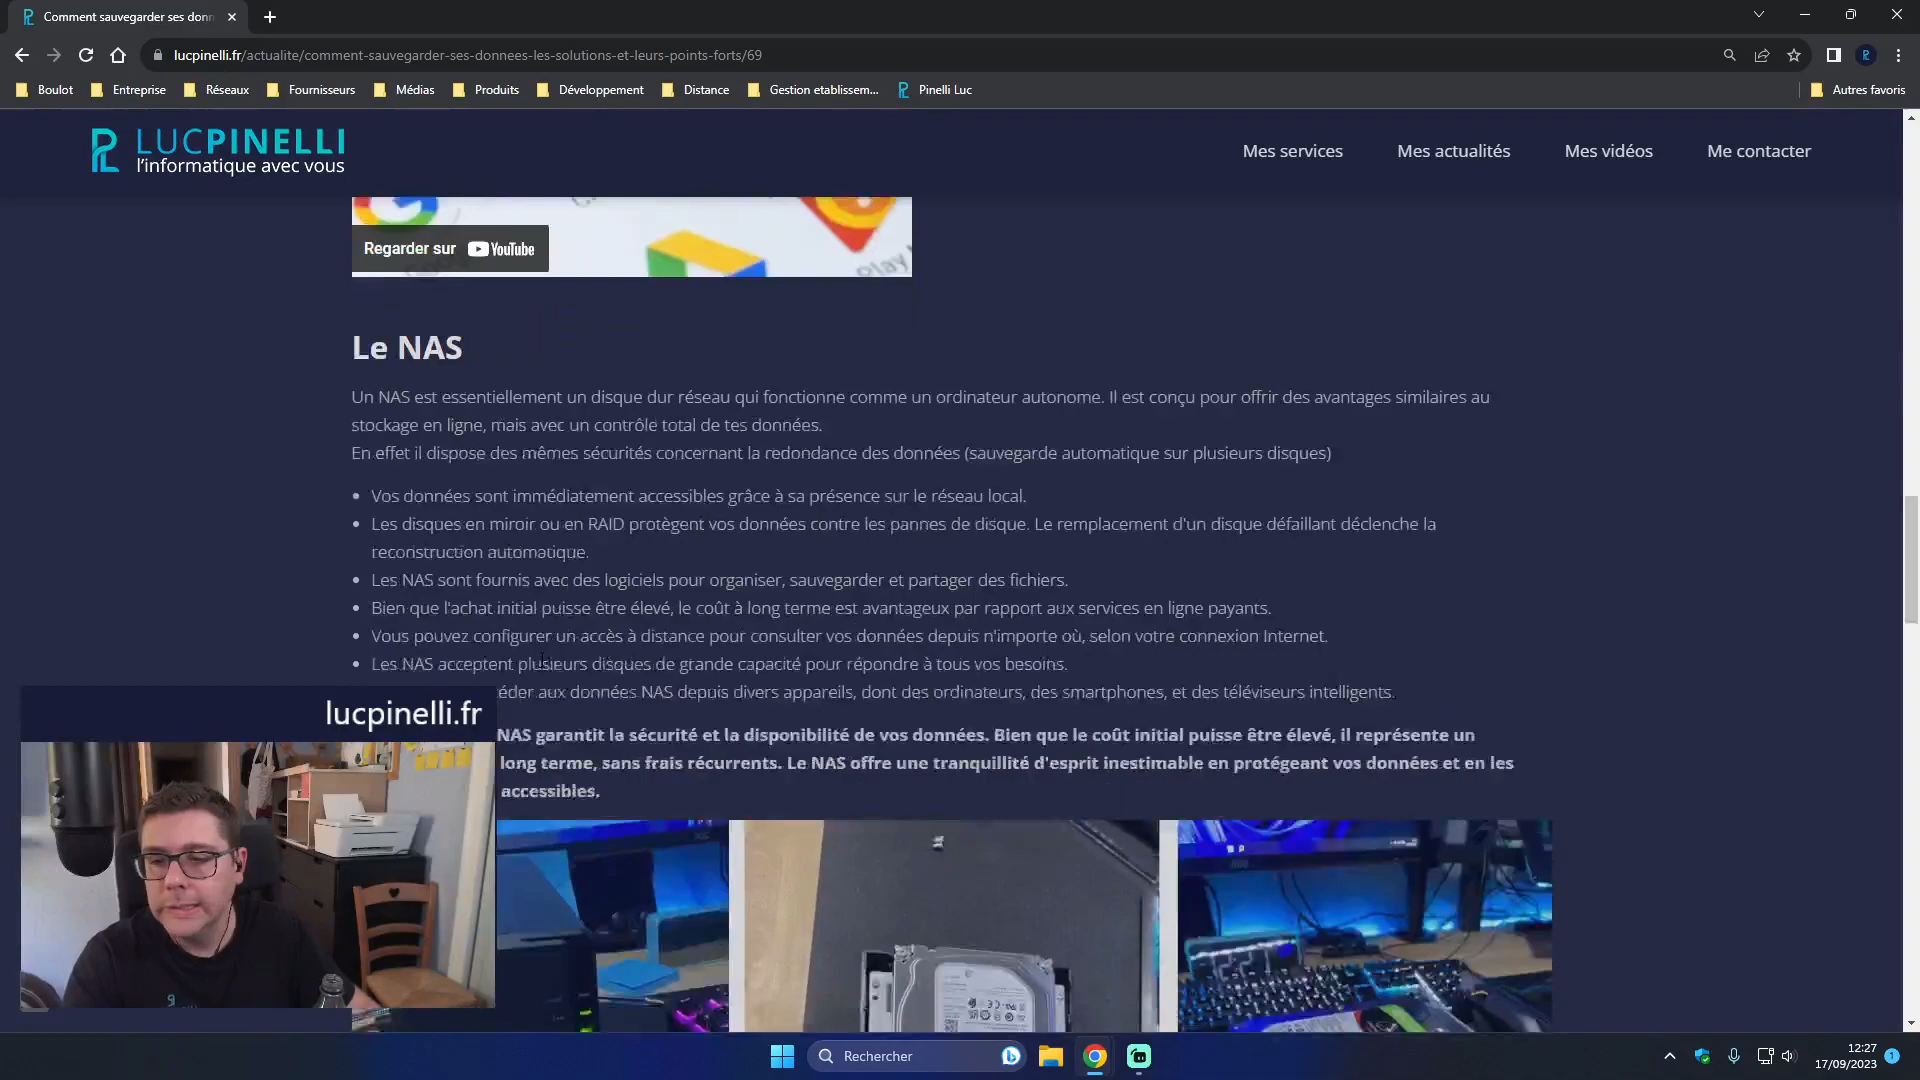 Comment sauvegarder ses donn
lucpinelli.fr/actualite/comment-sauvegarder-ses-donnees-les-solutions-et-leurs-points-forts/69
Boulot Entreprise Réseaux Fournisseurs Médias Produits Développement Distance Gestion etablissem... Pinelli Luc Autres favoris
LUCPINELLI
l'informatique avec vous
Mes services Mes actualités Mes vidéos Me contacter
Regarder sur YouTube
Play
Le NAS
Un NAS est essentiellement un disque dur réseau qui fonctionne comme un ordinateur autonome. Il est conçu pour offrir des avantages similaires au
stockage en ligne, mais avec un contrôle total de tes données.
En effet il dispose des mêmes sécurités concernant la redondance des données (sauvegarde automatique sur plusieurs disques)
Vos données sont immédiatement accessibles grâce à sa présence sur le réseau local.
Les disques en miroir ou en RAID protègent vos données contre les pannes de disque. Le remplacement d'un disque défaillant déclenche la
reconstruction automatique.
Les NAS sont fournis avec des logiciels pour organiser, sauvegarder et partager des fichiers.
Bien que l'achat initial puisse être élevé, le coût à long terme est avantageux par rapport aux services en ligne payants.
Vous pouvez configurer un accès à distance pour consulter vos données depuis n'importe où, selon votre connexion Internet.
Les NAS acceptent plusieurs disques de grande capacité pour répondre à tous vos besoins.
éder aux données NAS depuis divers appareils, dont des ordinateurs, des smartphones, et des téléviseurs intelligents.
lucpinelli.fr
NAS garantit la sécurité et la disponibilité de vos données. Bien que le coût initial puisse être élevé, il représente un
long terme, sans frais récurrents. Le NAS offre une tranquillité d'esprit inestimable en protégeant vos données et en les
accessibles.
Rechercher
12:27
17/09/2023
1